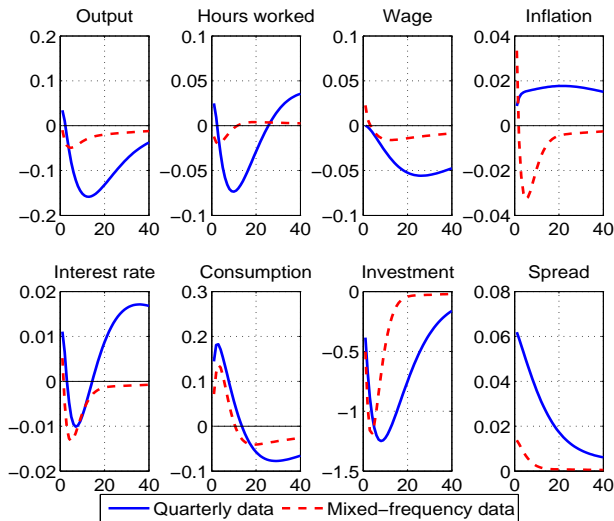 Output Hours worked Wage Inflation
0.2 0.1 0.1 0.04
0.1 0.05 0.05 0.02
0 0 0 0
−0.1 −0.05 −0.05 −0.02
−0.2 −0.1 −0.1 −0.04
0 20 40 0 20 40 0 20 40 0 20 40
Interest rate Consumption Investment Spread
0.02 0.3 0 0.08
0.01 0.2 −0.5 0.06
0 0.1 −1 0.04
−0.01 0 −1.5 0.02
−0.02 −0.1 0
0 20 40 0 20 40 0 20 40 0 20 40
Quarterly data Mixed−frequency data